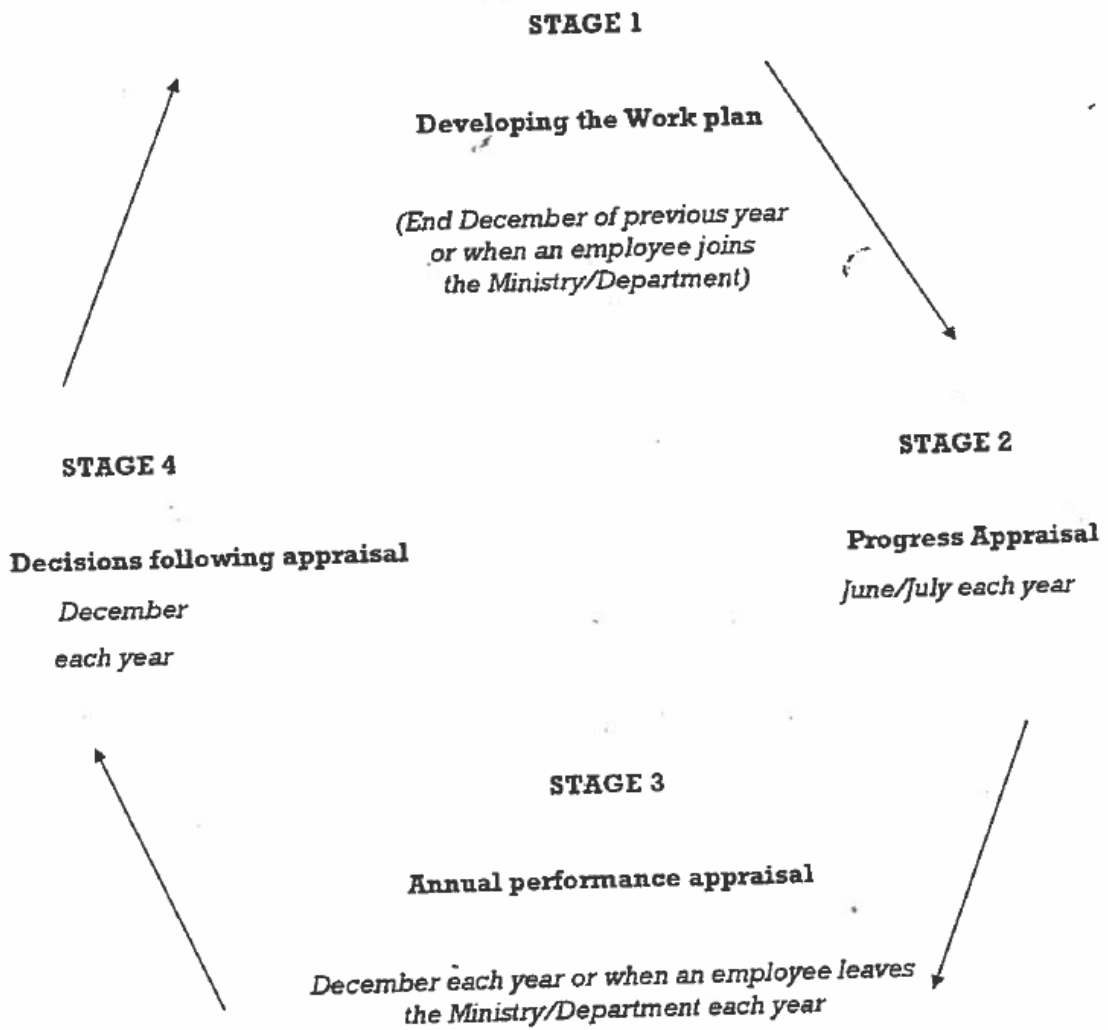 STAGE 1
Developing the Work plan
(End December of previous year
or when an employee joins
the Ministry/Department)
STAGE 2
Progress Appraisal
June/July each year
STAGE 3
Annual performance appraisal
December each year or when an employee leaves
the Ministry/Department each year
STAGE 4
Decisions following appraisal
December
each year